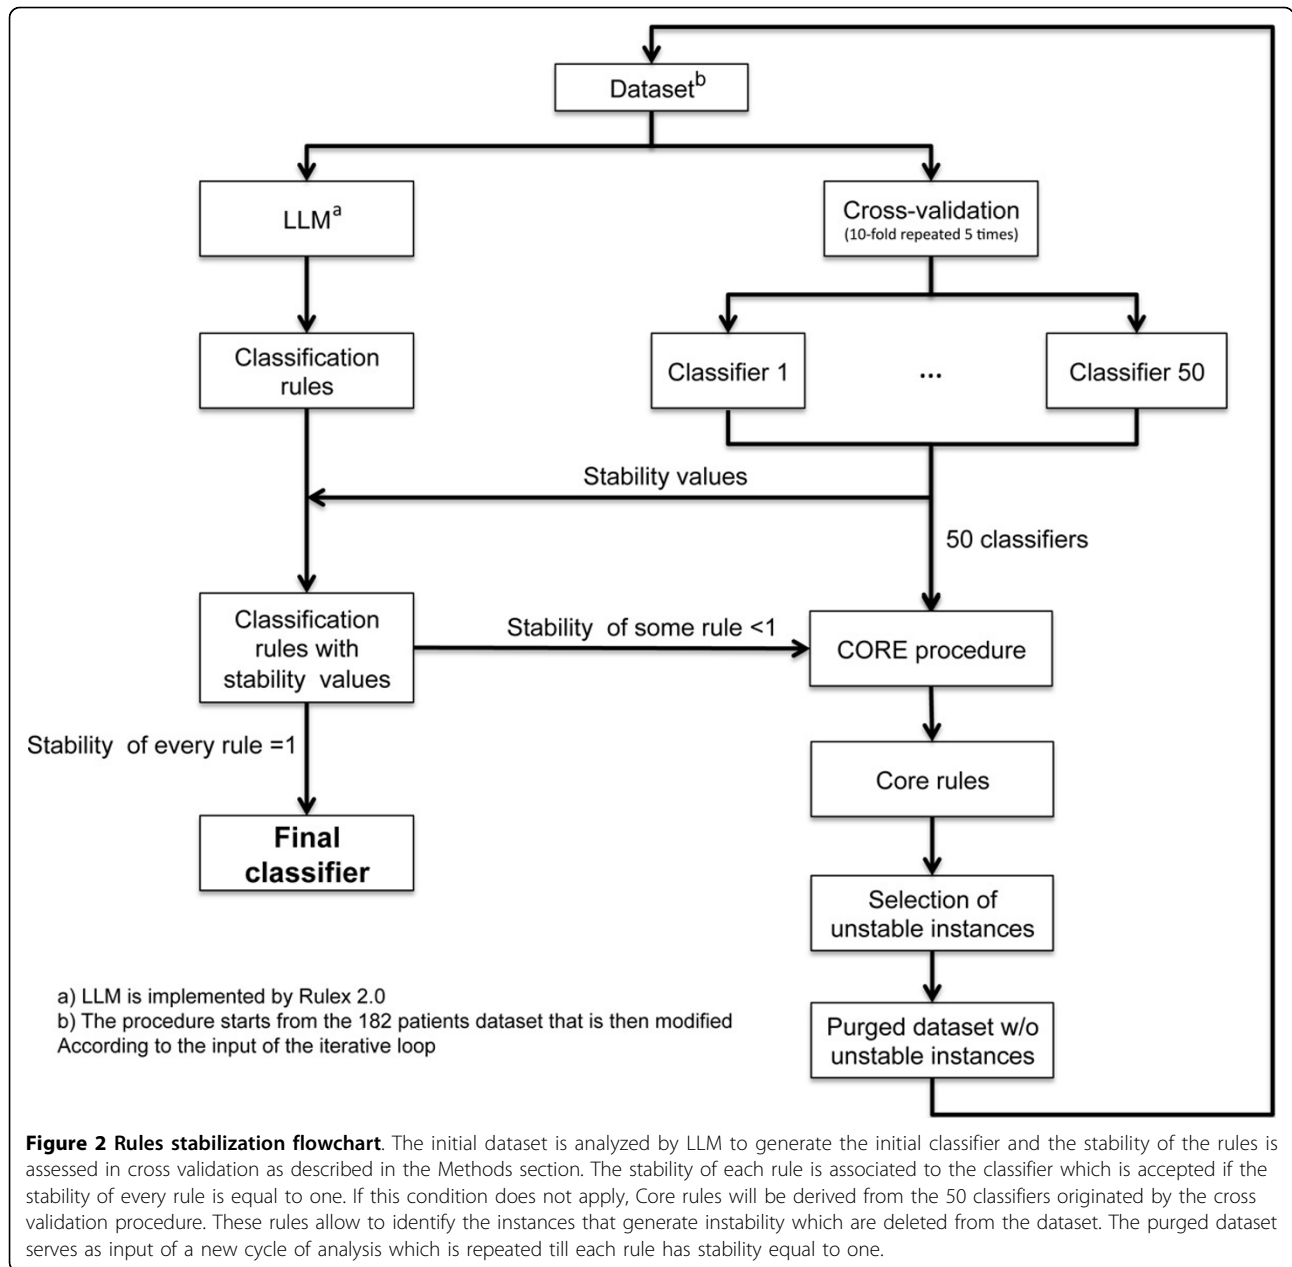 Dataset^b
LLM^a
Cross-validation
(10-fold repeated 5 times)
Classification
rules
Classifier 1
...
Classifier 50
Stability values
50 classifiers
Classification
rules with
stability values
Stability of some rule <1
CORE procedure
Stability of every rule =1
Core rules
Final
classifier
Selection of
unstable instances
Purged dataset w/o
unstable instances
a) LLM is implemented by Rulex 2.0
b) The procedure starts from the 182 patients dataset that is then modified
According to the input of the iterative loop
Figure 2 Rules stabilization flowchart. The initial dataset is analyzed by LLM to generate the initial classifier and the stability of the rules is
assessed in cross validation as described in the Methods section. The stability of each rule is associated to the classifier which is accepted if the
stability of every rule is equal to one. If this condition does not apply, Core rules will be derived from the 50 classifiers originated by the cross
validation procedure. These rules allow to identify the instances that generate instability which are deleted from the dataset. The purged dataset
serves as input of a new cycle of analysis which is repeated till each rule has stability equal to one.